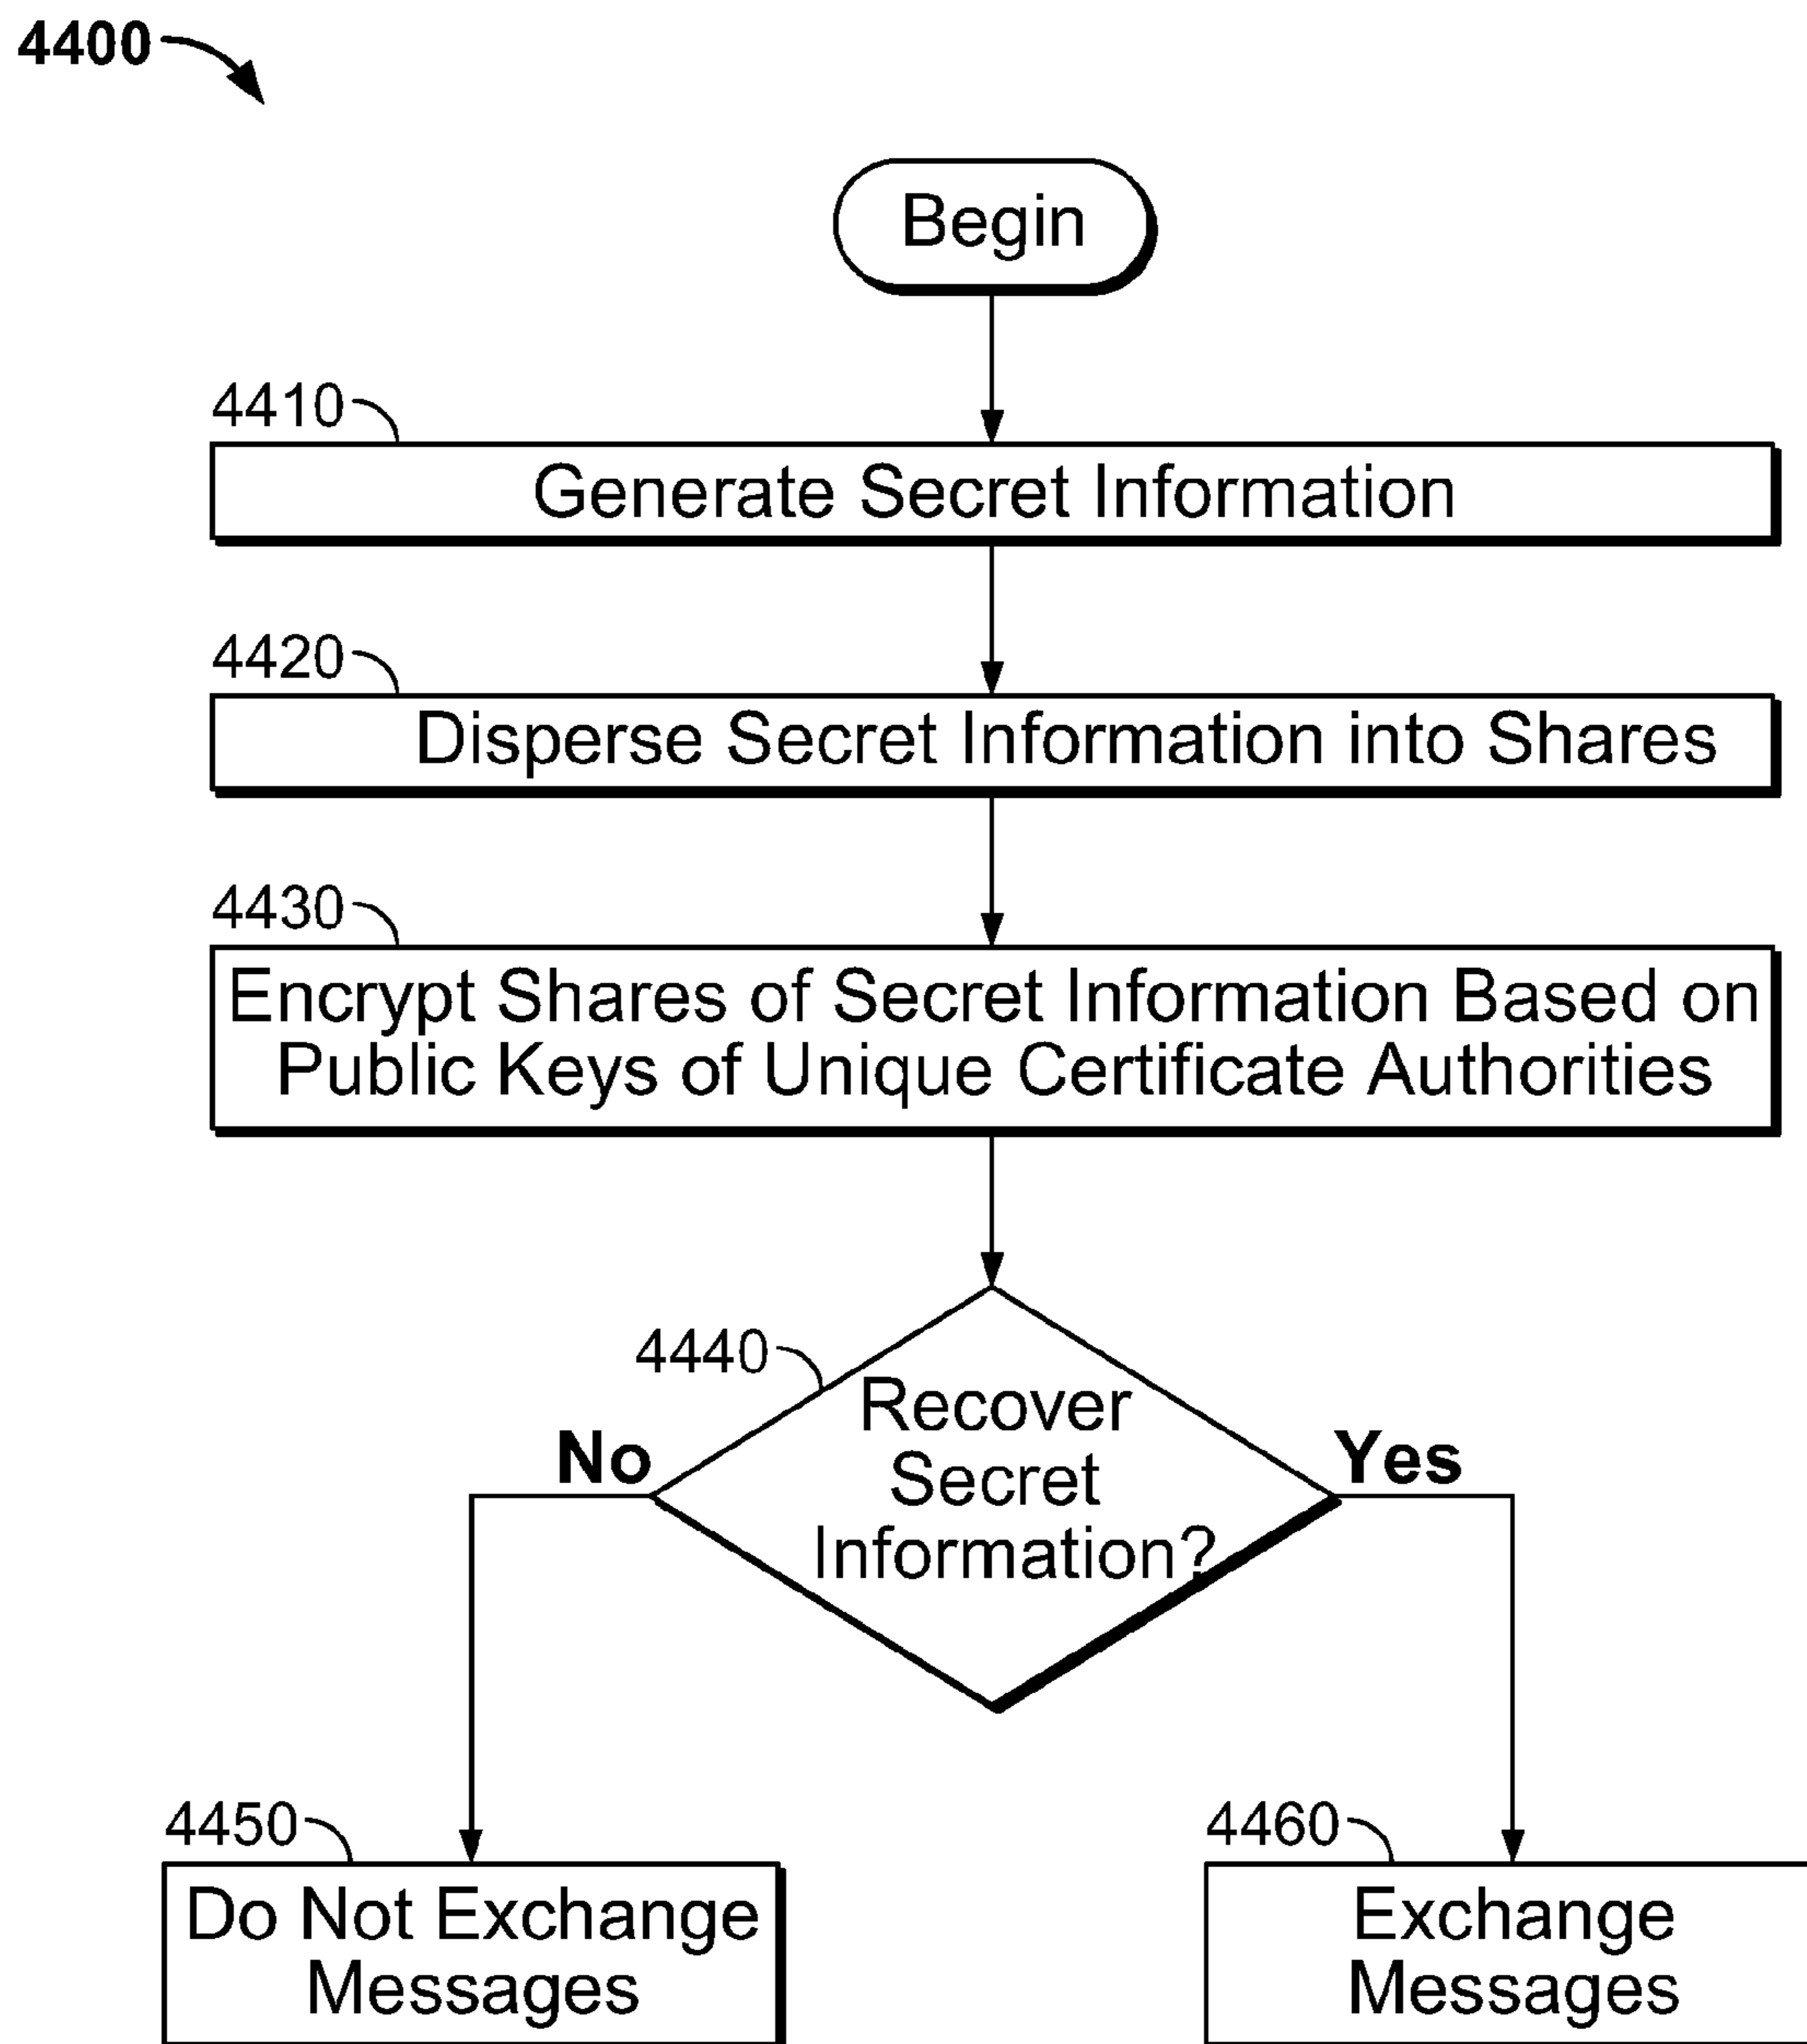 4400
Begin
4410
Generate Secret Information
4420
Disperse Secret Information into Shares
4430
Encrypt Shares of Secret Information Based on
Public Keys of Unique Certificate Authorities
4440
Recover
Secret
Information?
No
Yes
4450
Do Not Exchange
Messages
4460
Exchange
Messages